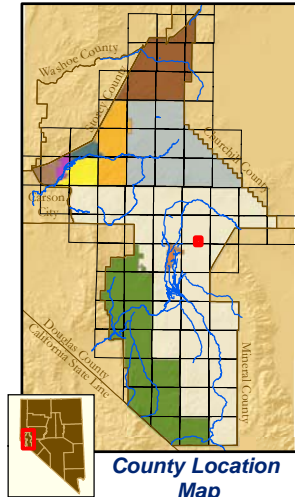 Washoe County
Storey County
Churchill County
Carson
City
Douglas County
California State Line
Mineral County
County Location
Map